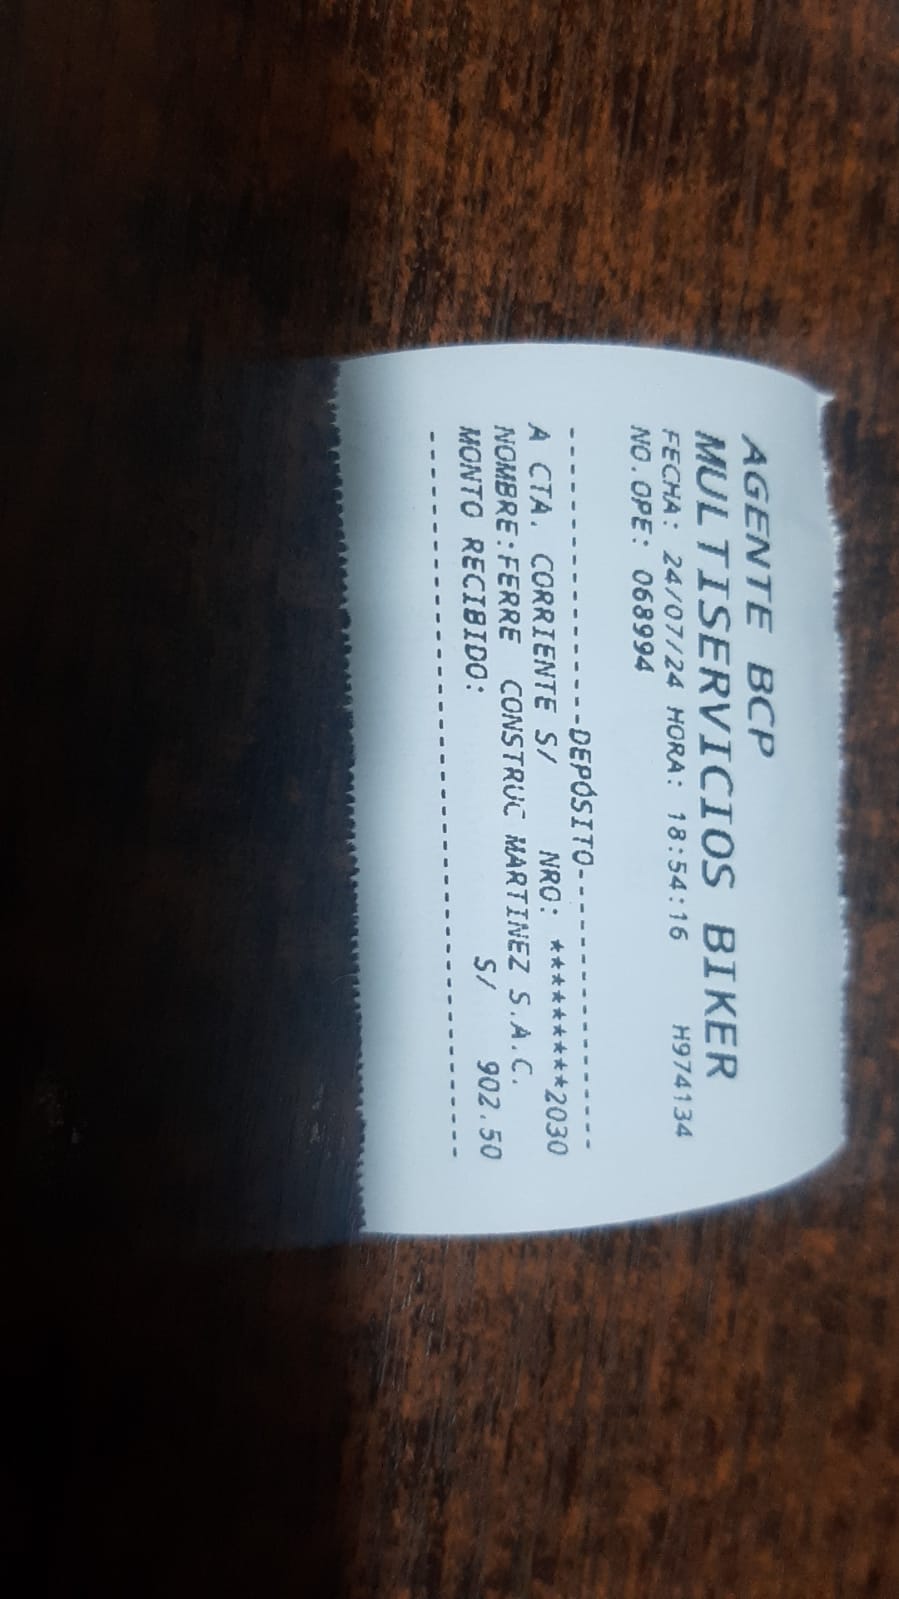 AGENTE BCP
MULTISERVICIOS BIKER
FECHA: 24/07/24 HORA: 18:54:16 H974134
NO.OPE: 068994
--------------------DEPÓSITO--------------------
A CTA. CORRIENTE S/ NRO: *********2030
NOMBRE:FERRE CONSTRUC MARTINEZ S.A.C.
MONTO RECIBIDO: S/ 902.50
------------------------------------------------